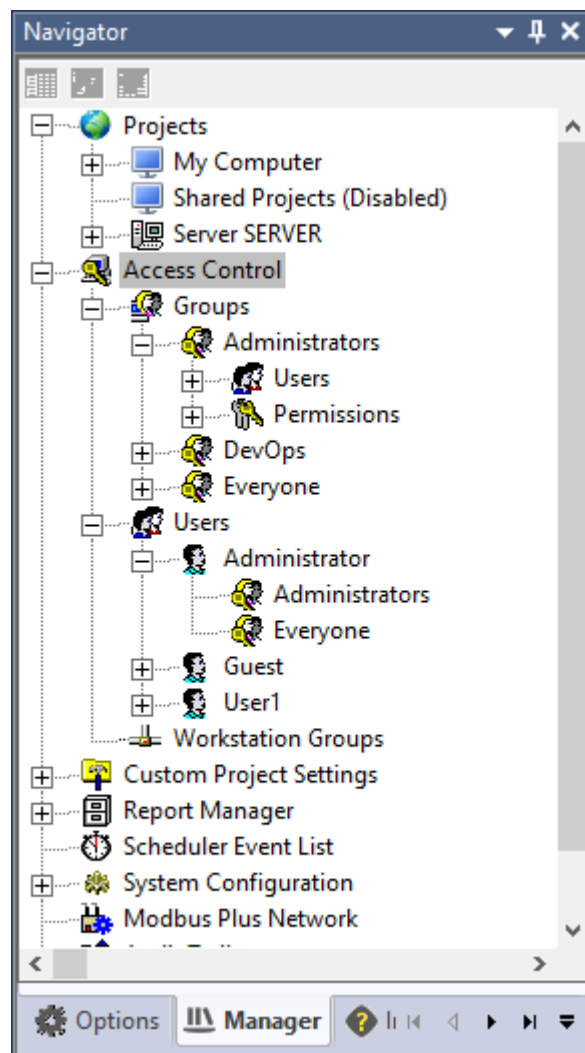 Navigator
Projects
My Computer
Shared Projects (Disabled)
Server SERVER
Access Control
Groups
Administrators
Users
Permissions
DevOps
Everyone
Users
Administrator
Administrators
Everyone
Guest
User1
Workstation Groups
Custom Project Settings
Report Manager
Scheduler Event List
System Configuration
Modbus Plus Network
Options Manager